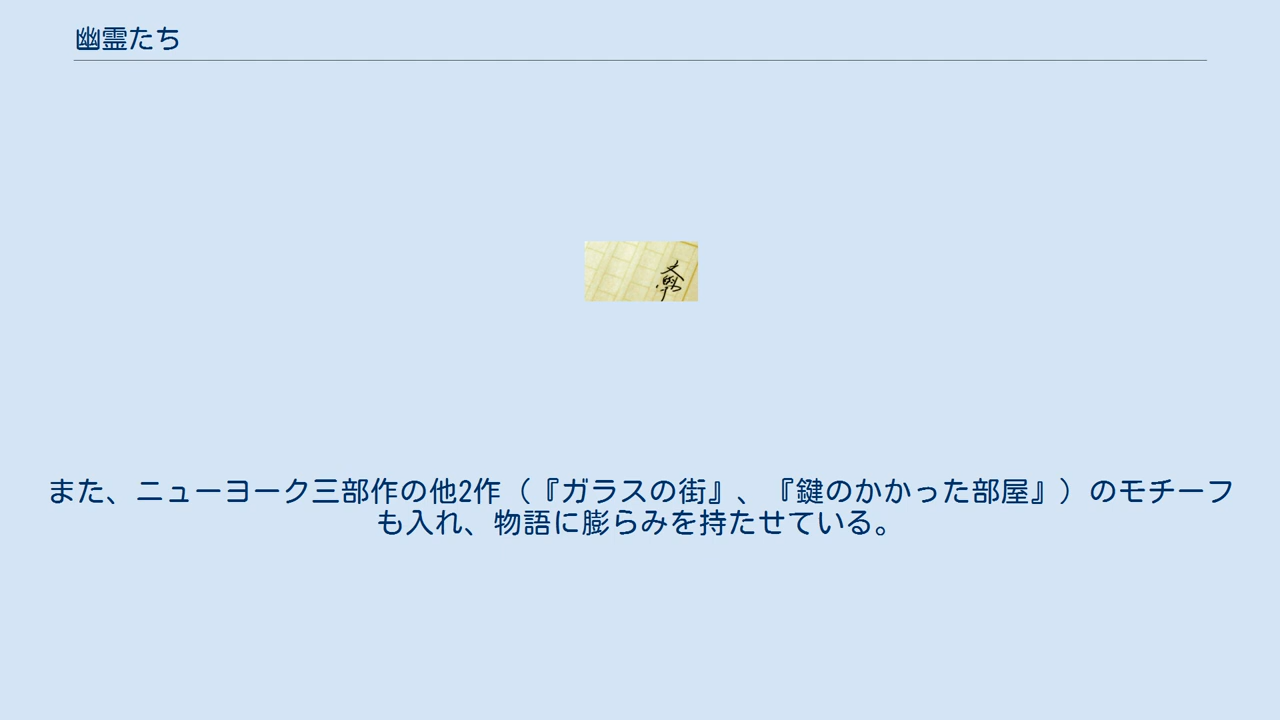 幽霊たち
また、ニューヨーク三部作の他2作（『ガラスの街』、『鍵のかかった部屋』）のモチーフ
も入れ、物語に膨らみを持たせている。